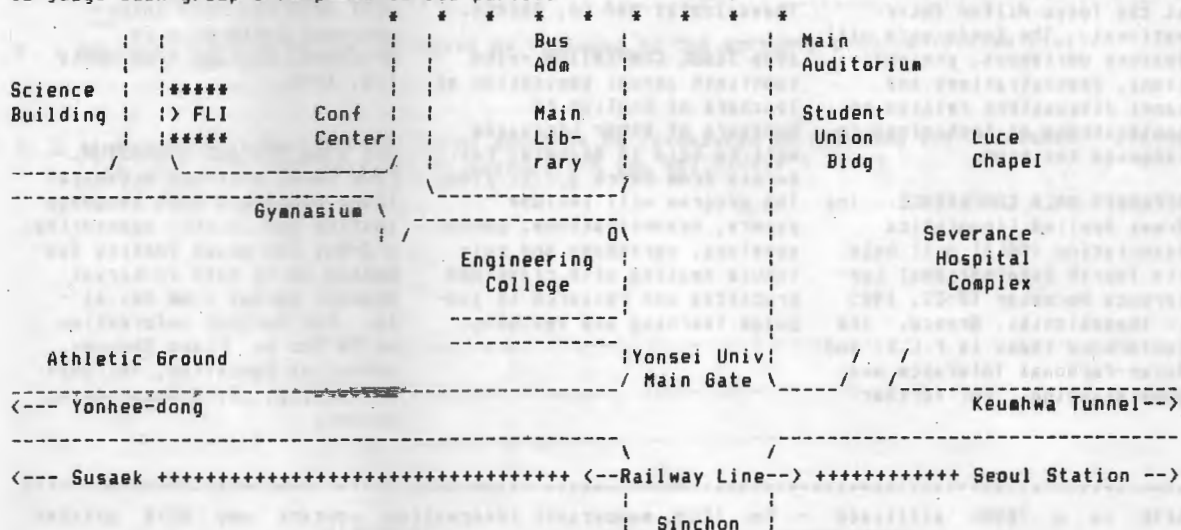 * * * * * * * * *
Bus Main
Adm Auditorium
Science *****
Building > FLI Conf Main Student
***** Center Lib- Union Luce
rary Bldg Chapel
Gymnasium
Engineering Severance
College Hospital
Complex
Athletic Ground Yonsei Univ
Main Gate
<--- Yonhee-dong Keumhwa Tunnel-->
<--- Susaek +++++++++++++++++++++++++++++++++++ <--Railway Line--> ++++++++++++ Seoul Station -->
Sinchon